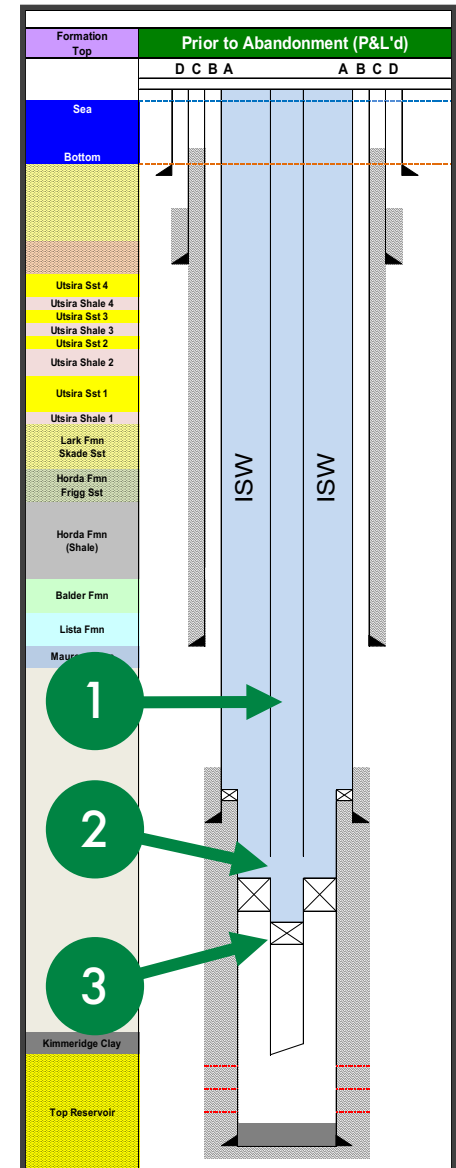 Formation
Top
Prior to Abandonment (P&L'd)
D C B A
A B C D
Sea
Bottom
Utsira Sst 4
Utsira Shale 4
Utsira Sst 3
Utsira Shale 3
Utsira Sst 2
Utsira Shale 2
Utsira Sst 1
Utsira Shale 1
Lark Fmn
Skade Sst
Horda Fmn
Frigg Sst
Horda Fmn
(Shale)
Balder Fmn
Lista Fmn
ISW
ISW
1
2
3
Kimmeridge Clay
Top Reservoir